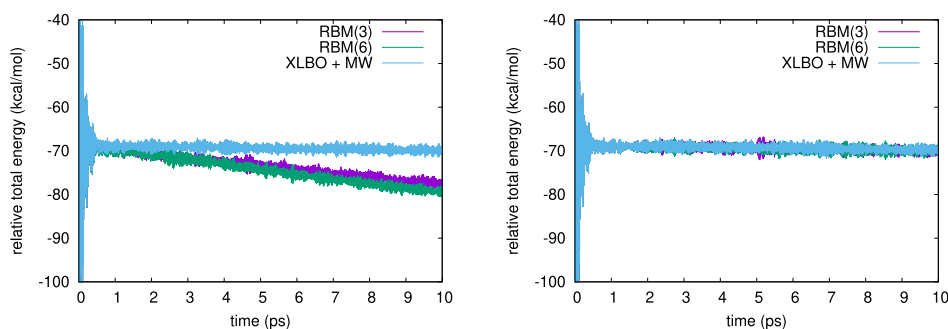 relative total energy (kcal/mol)
-40
-50
-60
-70
-80
-90
-100
RBM(3)
RBM(6)
XLBO + MW
0 1 2 3 4 5 6 7 8 9 10
time (ps)
relative total energy (kcal/mol)
-40
-50
-60
-70
-80
-90
-100
RBM(3)
RBM(6)
XLBO + MW
0 1 2 3 4 5 6 7 8 9 10
time (ps)